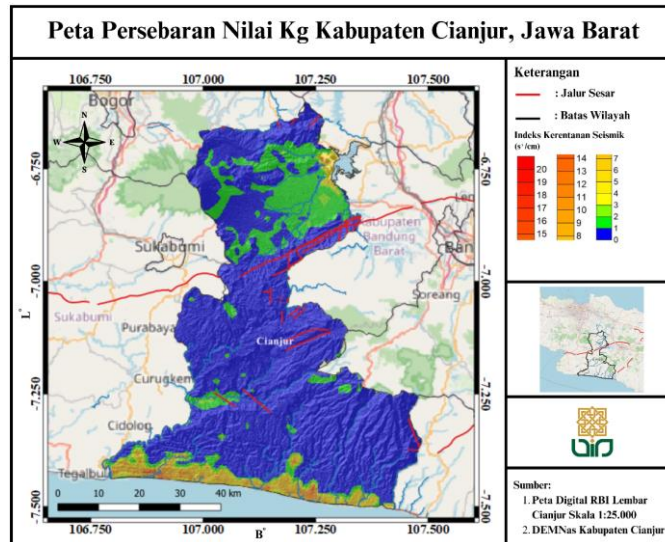 Peta Persebaran Nilai Kg Kabupaten Cianjur, Jawa Barat
106.750 107.000 107.250 107.500
Bogor
N
W E
S
-6.750 -6.750
Kabupaten
Bandung
Barat
Sukabumi
Ban
-7.000 -7.000
L°
Soreang
Sukabumi
Purabaya
Cianjur
Curugkem
-7.250 -7.250
Cidolog
Tegalbul
0 10 20 30 40 km
-7.500 -7.500
106.750 107.000 107.250 107.500
B°
Keterangan
: Jalur Sesar
: Batas Wilayah
Indeks Kerentanan Seismik
(s²/cm)
20
19
18
17
16
15
14
13
12
11
10
9
8
7
6
5
4
3
2
1
0
Sumber:
1. Peta Digital RBI Lembar
Cianjur Skala 1:25.000
2. DEMNas Kabupaten Cianjur